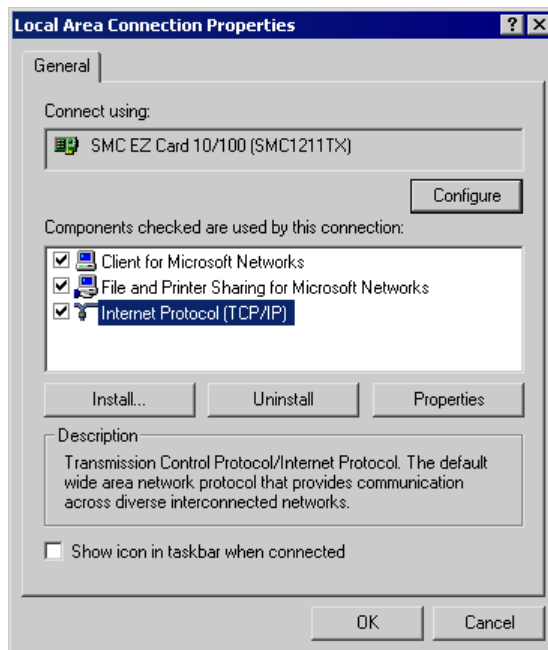 Local Area Connection Properties
General
Connect using:
SMC EZ Card 10/100 (SMC1211TX)
Configure
Components checked are used by this connection:
Client for Microsoft Networks
File and Printer Sharing for Microsoft Networks
Internet Protocol (TCP/IP)
Install... Uninstall Properties
Description
Transmission Control Protocol/Internet Protocol. The default
wide area network protocol that provides communication
across diverse interconnected networks.
Show icon in taskbar when connected
OK Cancel